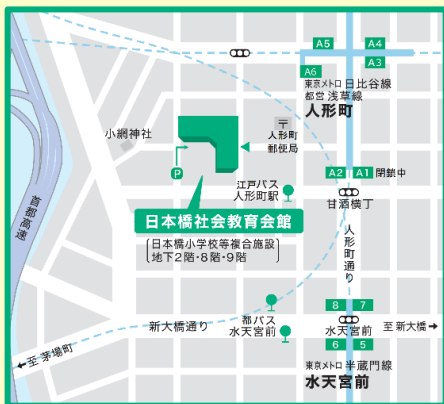 A5
A4
A3
A6
東京メトロ 日比谷線
都営 浅草線
人形町
〒
人形町
郵便局
小網神社
P
A2
A1
閉鎖中
江戸バス
人形町駅
甘酒横丁
日本橋社会教育会館
日本橋小学校等複合施設
地下2階・8階・9階
首都高速
人形町通り
8
7
都バス
水天宮前
新大橋通り
水天宮前
至 新大橋→
6
5
←至 茅場町
東京メトロ 半蔵門線
水天宮前